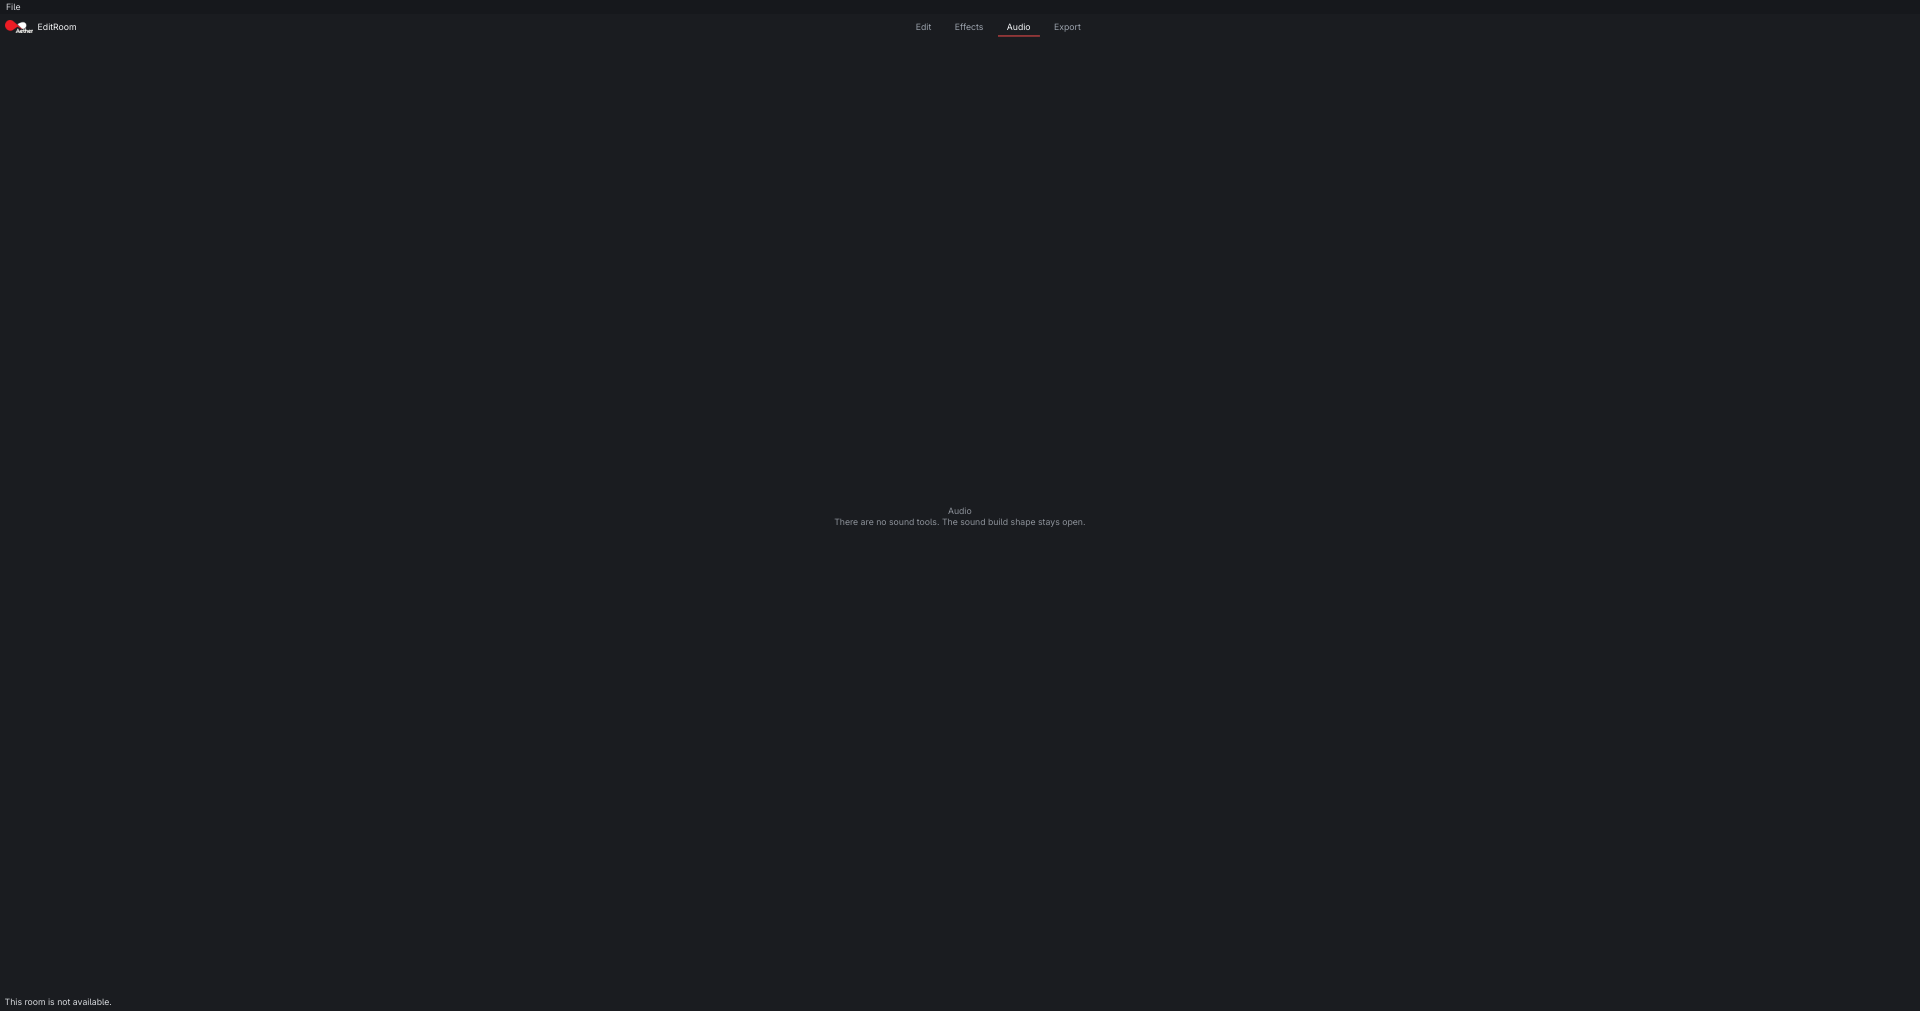 File
Aether EditRoom
Edit Effects Audio Export
Audio
There are no sound tools. The sound build shape stays open.
This room is not available.